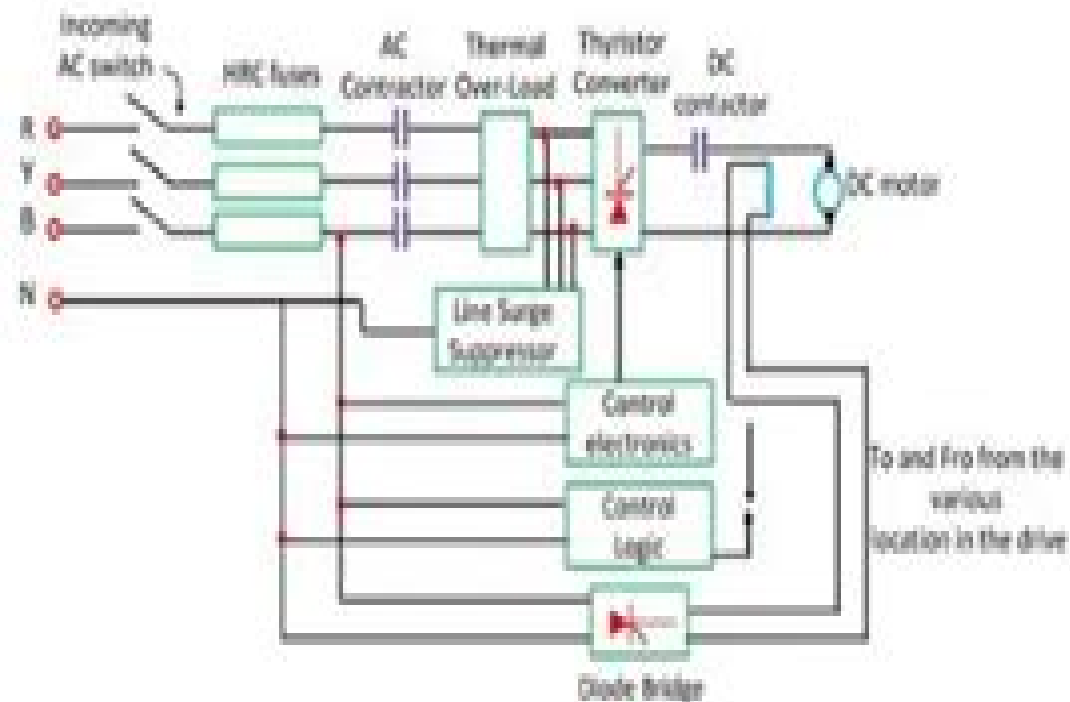 Incoming
AC switch
HRC fuses
AC
Contractor
Thermal
Over-Load
Thyristor
Converter
DC
contactor
R
Y
B
N
DC motor
Line Surge
Suppressor
Control
electronics
Control
Logic
To and Fro from the
various
location in the drive
Diode Bridge